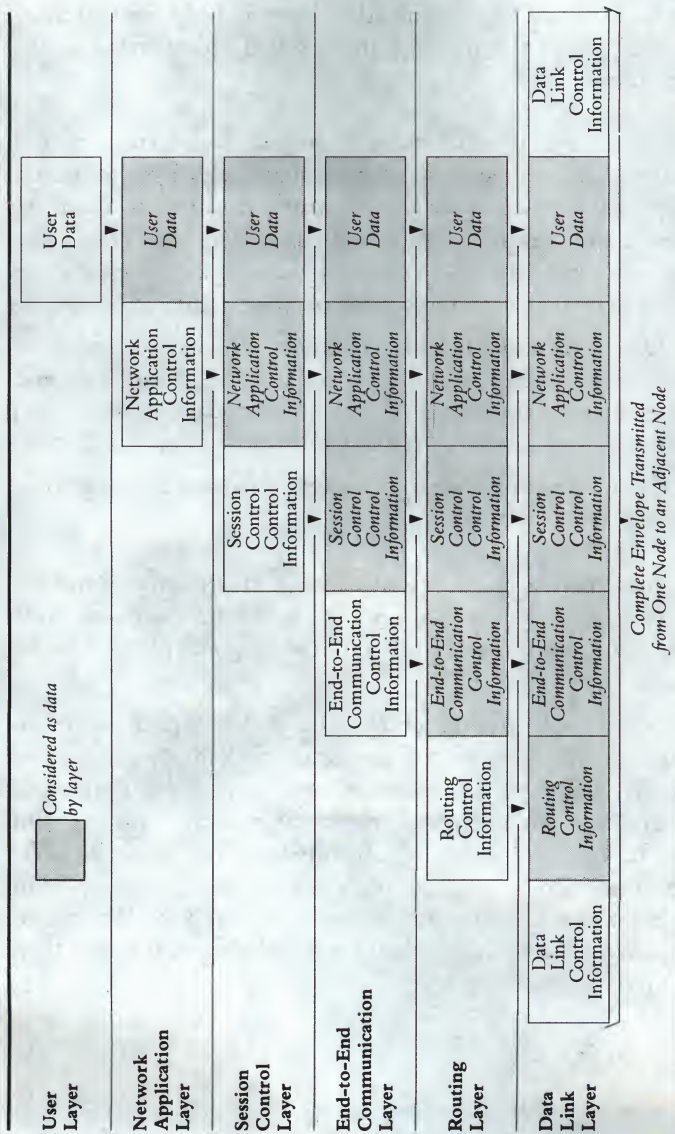 User
Layer
User
Data
Considered as data
by layer
Network
Application
Layer
Network
Application
Control
Information
User
Data
Session
Control
Layer
Session
Control
Control
Information
Network
Application
Control
Information
User
Data
End-to-End
Communication
Layer
End-to-End
Communication
Control
Information
Session
Control
Control
Information
Network
Application
Control
Information
User
Data
Routing
Layer
Routing
Control
Information
End-to-End
Communication
Control
Information
Session
Control
Control
Information
Network
Application
Control
Information
User
Data
Data
Link
Layer
Data
Link
Control
Information
Routing
Control
Information
End-to-End
Communication
Control
Information
Session
Control
Control
Information
Network
Application
Control
Information
User
Data
Data
Link
Control
Information
Complete Envelope Transmitted
from One Node to an Adjacent Node